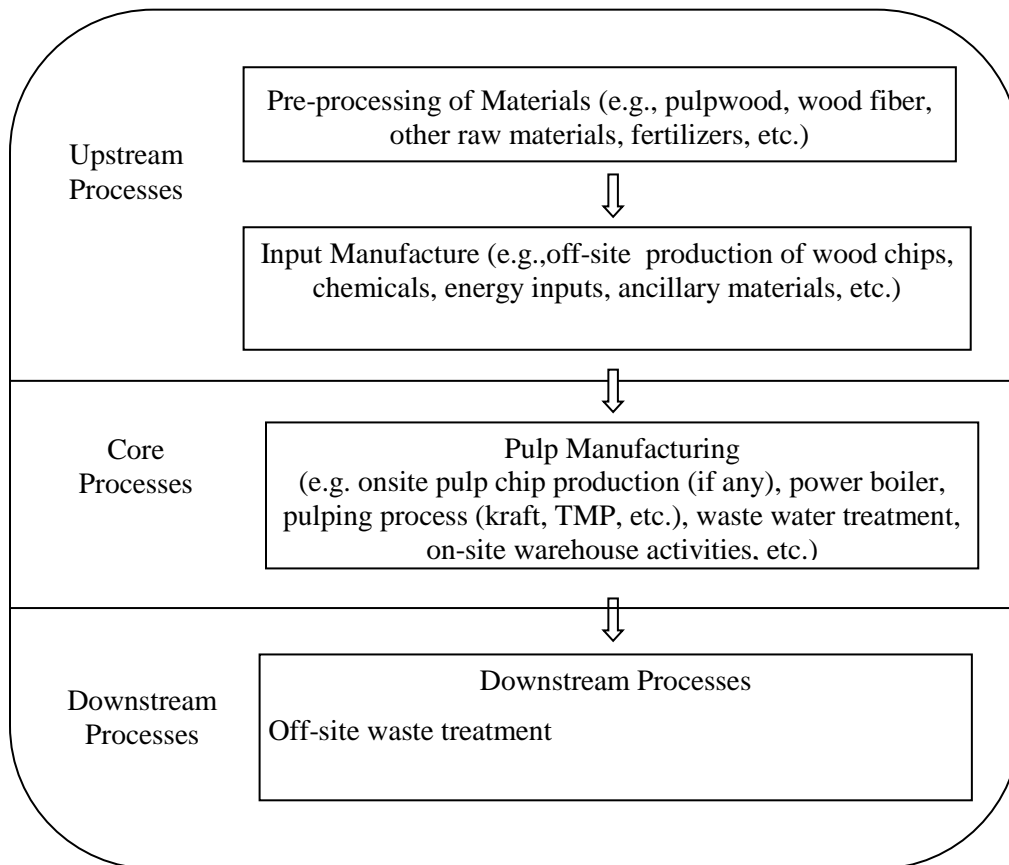 Pre-processing of Materials (e.g., pulpwood, wood fiber,
other raw materials, fertilizers, etc.)
Upstream
Processes
Input Manufacture (e.g.,off-site production of wood chips,
chemicals, energy inputs, ancillary materials, etc.)
Core
Processes
Pulp Manufacturing
(e.g. onsite pulp chip production (if any), power boiler,
pulping process (kraft, TMP, etc.), waste water treatment,
on-site warehouse activities, etc.)
Downstream
Processes
Downstream Processes
Off-site waste treatment